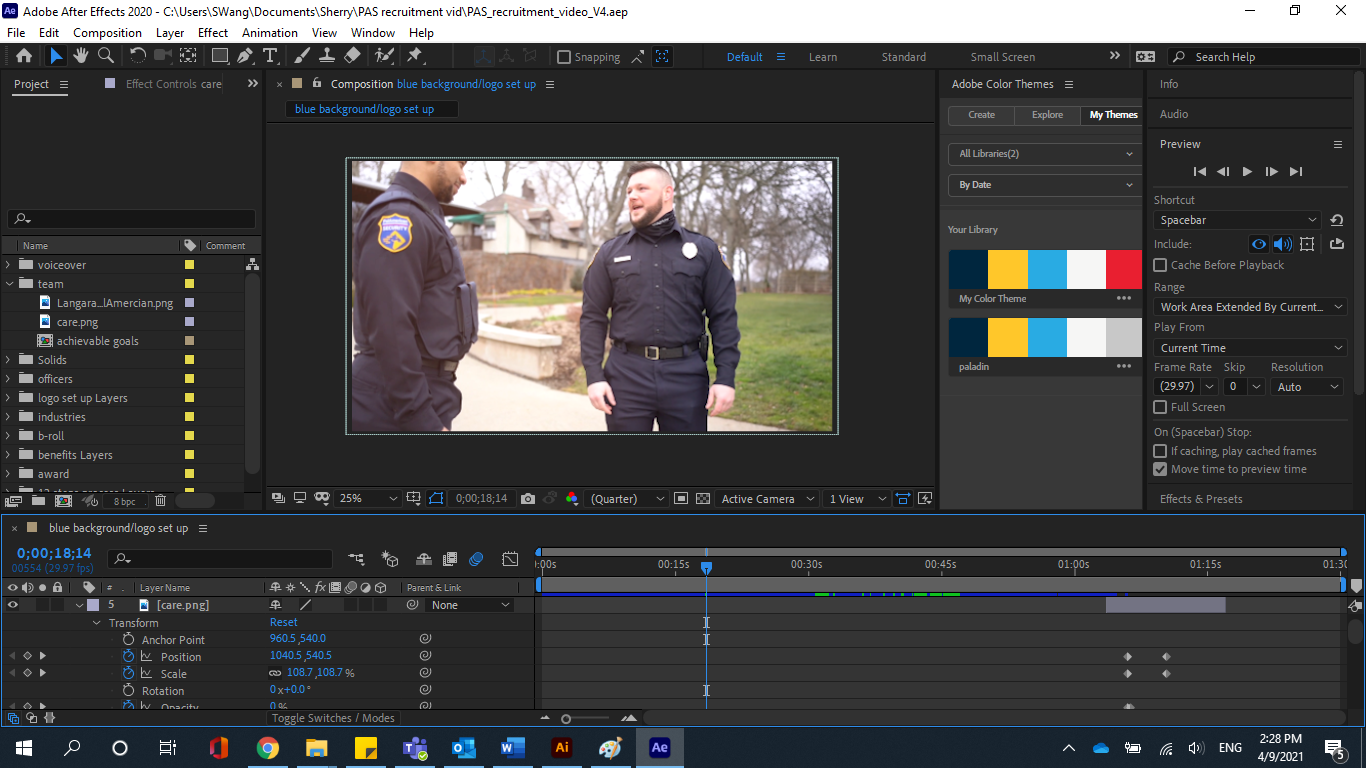 Adobe After Effects 2020 - C:\Users\SWang\Documents\Sherry\PAS recruitment vid\PAS_recruitment_video_V4.aep
File Edit Composition Layer Effect Animation View Window Help
Snapping Default Learn Standard Small Screen Search Help
Project Effect Controls care
Composition blue background/logo set up
blue background/logo set up
Name Comment
voiceover
team
Langara...lAmercian.png
care.png
achievable goals
Solids
officers
logo set up Layers
industries
b-roll
benefits Layers
award
8 bpc
SECURITY
25% 0;00;18;14 (Quarter) Active Camera 1 View
Adobe Color Themes
Create Explore My Themes
All Libraries(2)
By Date
Your Library
My Color Theme
paladin
Info
Audio
Preview
Shortcut
Spacebar
Include:
Cache Before Playback
Range
Work Area Extended By Current...
Play From
Current Time
Frame Rate Skip Resolution
(29.97) 0 Auto
Full Screen
On (Spacebar) Stop:
If caching, play cached frames
Move time to preview time
Effects & Presets
blue background/logo set up
0;00;18;14
00554 (29.97 fps)
# Layer Name Parent & Link
5 [care.png] None
Transform Reset
Anchor Point 960.5,540.0
Position 1040.5,540.5
Scale 108.7,108.7%
Rotation 0x+0.0°
Opacity 0%
Toggle Switches / Modes
:00s 00:15s 00:30s 00:45s 01:00s 01:15s 01:30
Ai Ae
ENG
2:28 PM
4/9/2021
5